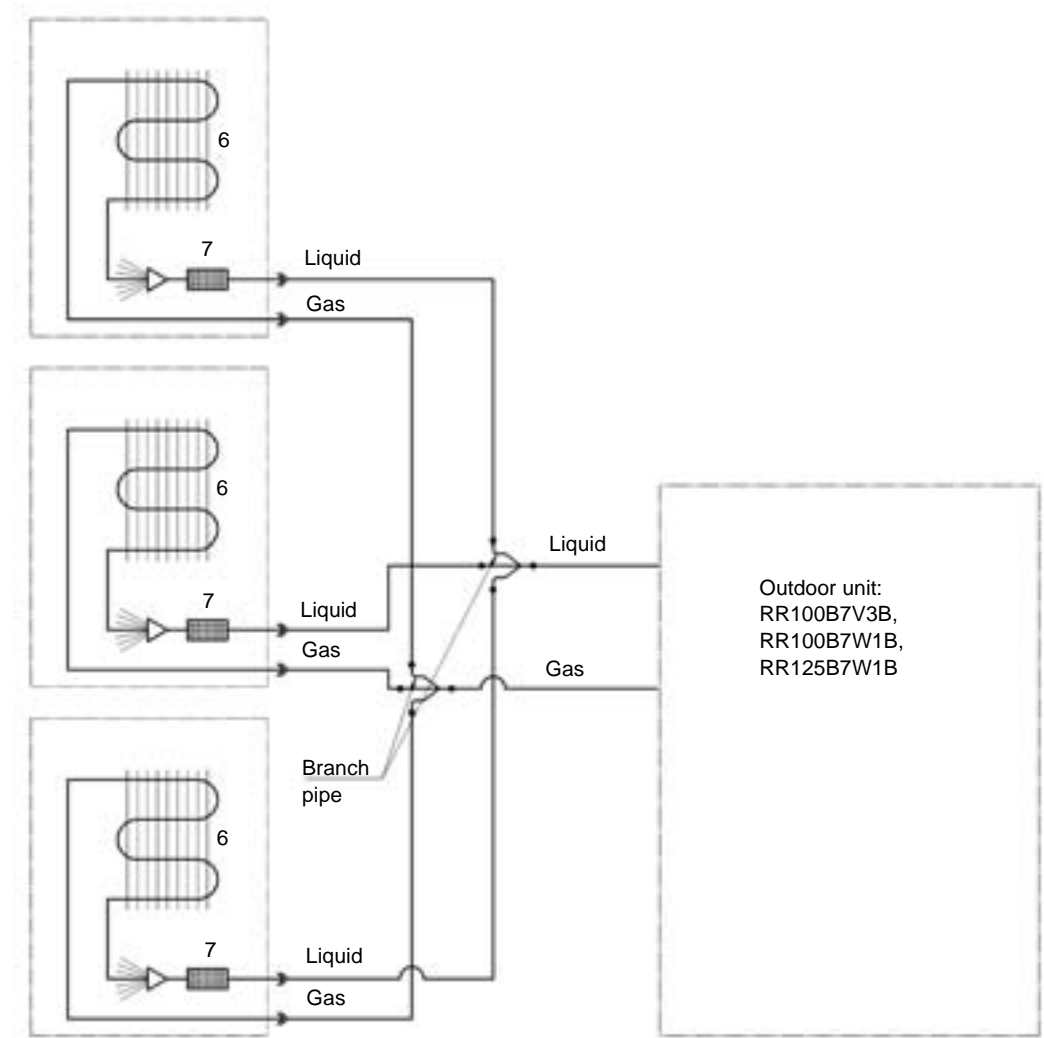 6
7
Liquid
Gas
6
7
Liquid
Gas
Liquid
Gas
Outdoor unit:
RR100B7V3B,
RR100B7W1B,
RR125B7W1B
Branch
pipe
6
7
Liquid
Gas